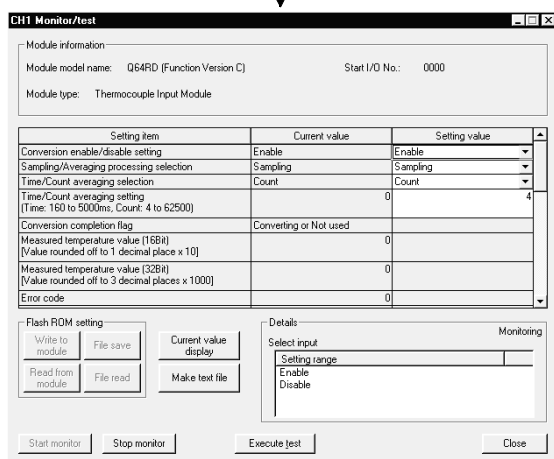 CH1 Monitor/test
Module information
Module model name: Q64RD (Function Version C) Start I/O No.: 0000
Module type: Thermocouple Input Module
Setting item Current value Setting value
Conversion enable/disable setting Enable Enable
Sampling/Averaging processing selection Sampling Sampling
Time/Count averaging selection Count Count
Time/Count averaging setting 0 4
(Time: 160 to 5000ms, Count: 4 to 62500)
Conversion completion flag Converting or Not used
Measured temperature value (16Bit) 0
[Value rounded off to 1 decimal place x 10]
Measured temperature value (32Bit) 0
[Value rounded off to 3 decimal places x 1000]
Error code 0
Flash ROM setting
Write to
module
File save
Read from
module
File read
Current value
display
Make text file
Details
Monitoring
Select input
Setting range
Enable
Disable
Start monitor Stop monitor Execute test Close